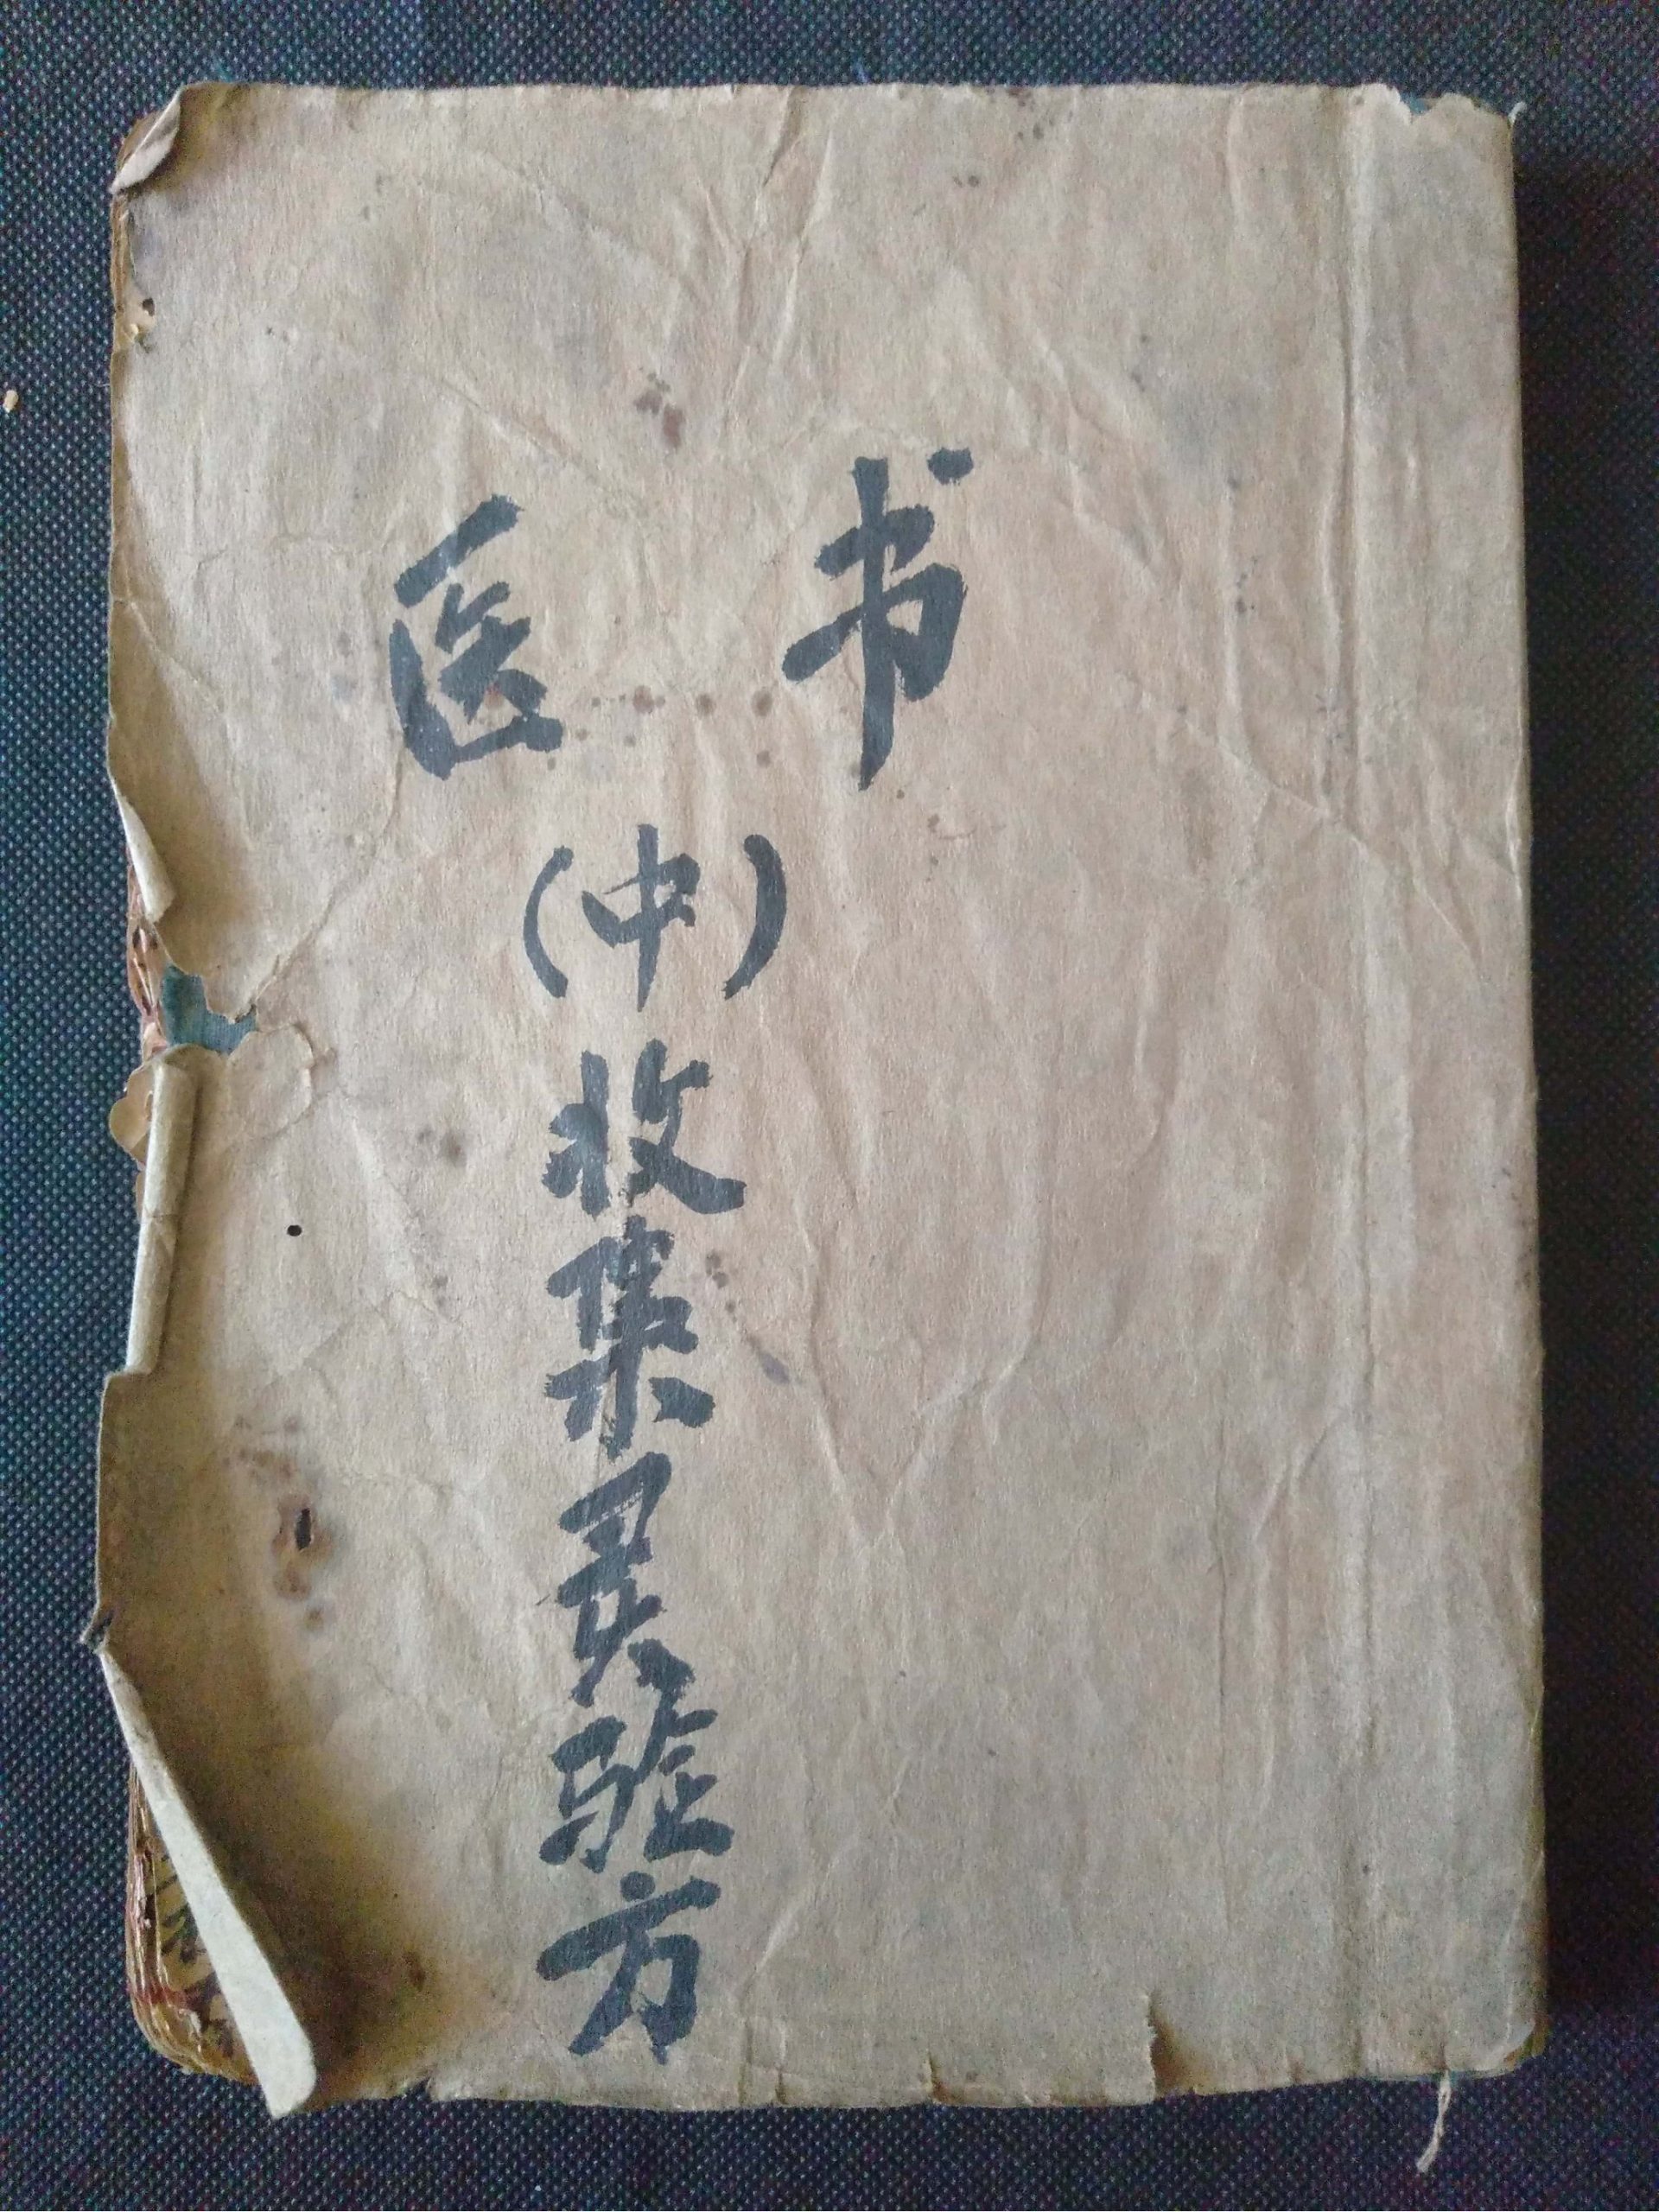 医书
（中）
收集灵验方